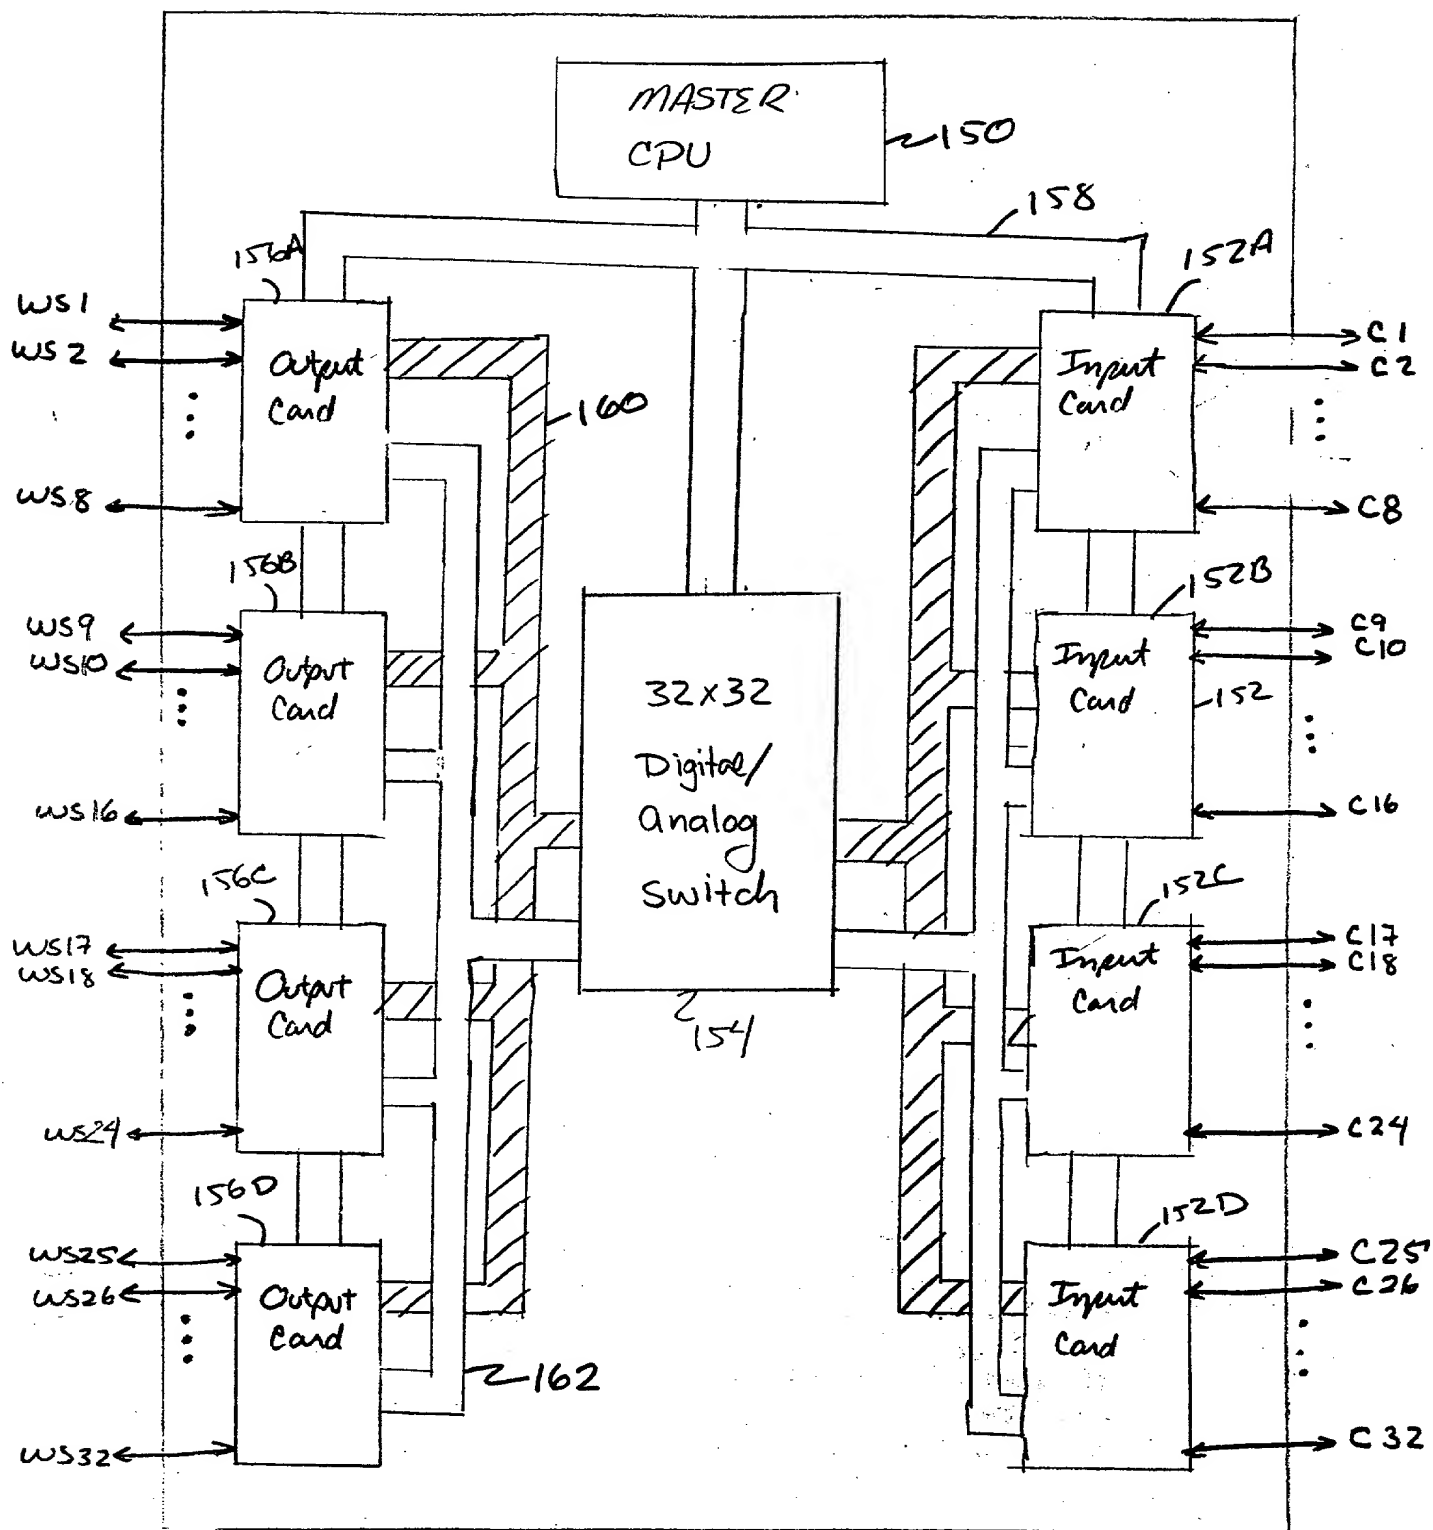 MASTER
CPU
150
158
156A
152A
WS1
WS2
WS8
Output
Card
160
Input
Card
C1
C2
C8
156B
152B
WS9
WS10
WS16
Output
Card
32x32
Digital/
Analog
Switch
154
Input
Card
152
C9
C10
C16
156C
152C
WS17
WS18
WS24
Output
Card
Input
Card
C17
C18
C24
156D
152D
WS25
WS26
WS32
Output
Card
162
Input
Card
C25
C26
C32